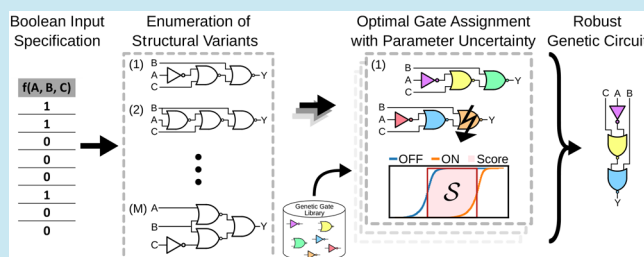 Boolean Input
Specification
f(A, B, C)
1
1
0
0
0
1
0
0
Enumeration of
Structural Variants
(1)
B
A
C
Y
(2)
B
A
C
Y
(M)
A
B
C
Y
Genetic Gate
Library
Optimal Gate Assignment
with Parameter Uncertainty
(1)
B
A
C
Y
B
A
C
Y
OFF ON Score
S
Robust
Genetic Circuit
C A B
Y